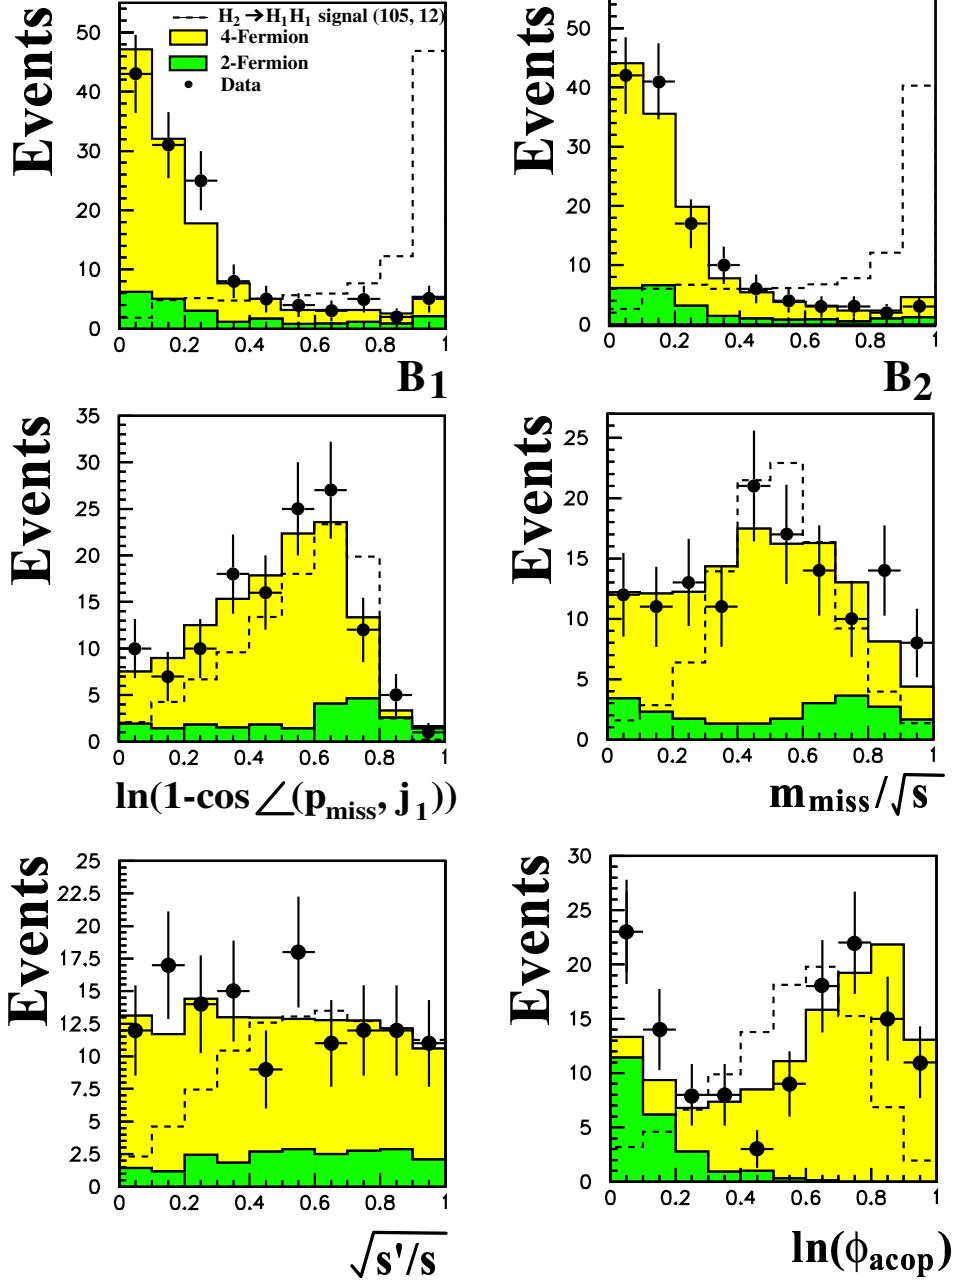 Events
H₂→H₁H₁ signal (105, 12)
4-Fermion
2-Fermion
Data
50
40
30
20
10
0
0 0.2 0.4 0.6 0.8 1
B₁
Events
50
40
30
20
10
0
0 0.2 0.4 0.6 0.8 1
B₂
Events
35
30
25
20
15
10
5
0
0 0.2 0.4 0.6 0.8 1
ln(1-cos∠(p_miss, j₁))
Events
25
20
15
10
5
0
0 0.2 0.4 0.6 0.8 1
m_miss/√s
Events
25
22.5
20
17.5
15
12.5
10
7.5
5
2.5
0
0 0.2 0.4 0.6 0.8 1
√s'/s
Events
30
25
20
15
10
5
0
0 0.2 0.4 0.6 0.8 1
ln(ϕ_acop)